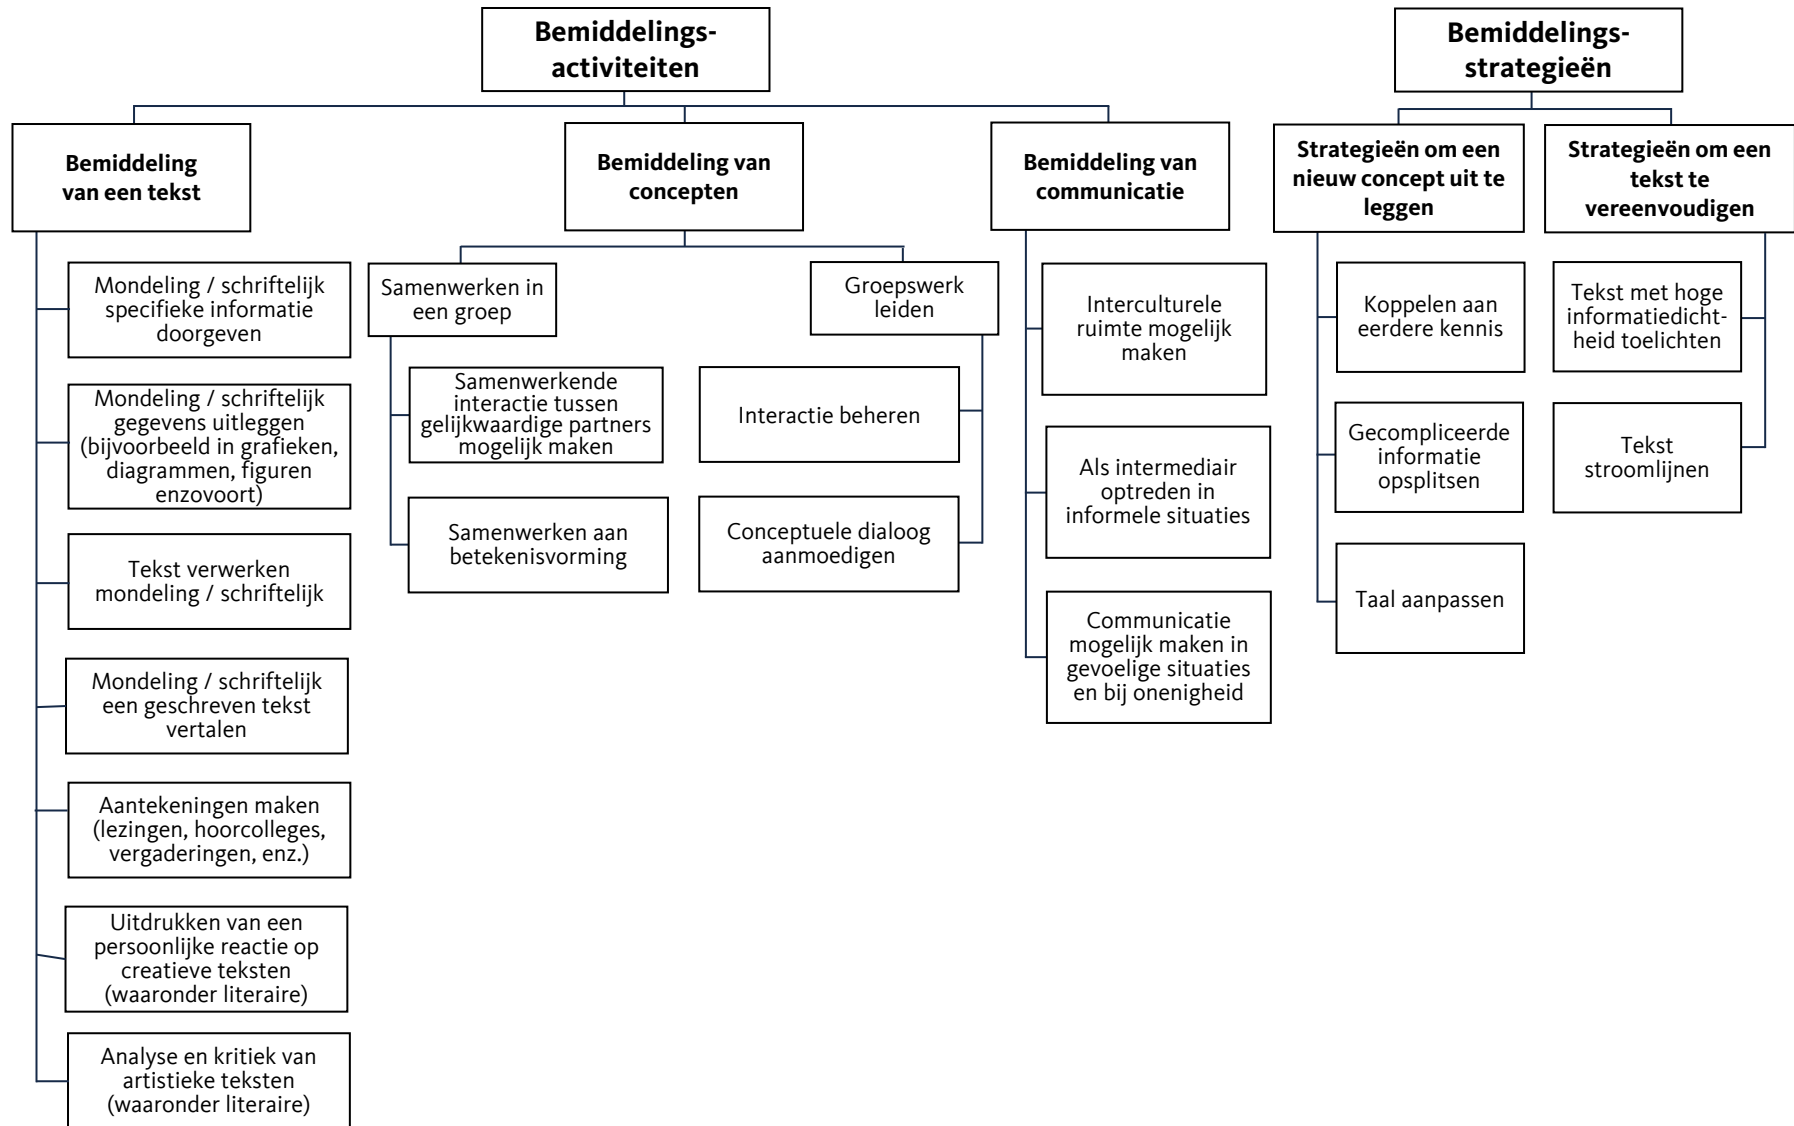 Bemiddelings-
activiteiten
Bemiddeling
van een tekst
Mondeling / schriftelijk
specifieke informatie
doorgeven
Mondeling / schriftelijk
gegevens uitleggen
(bijvoorbeeld in grafieken,
diagrammen, figuren
enzovoort)
Tekst verwerken
mondeling / schriftelijk
Mondeling / schriftelijk
een geschreven tekst
vertalen
Aantekeningen maken
(lezingen, hoorcolleges,
vergaderingen, enz.)
Uitdrukken van een
persoonlijke reactie op
creatieve teksten
(waaronder literaire)
Analyse en kritiek van
artistieke teksten
(waaronder literaire)
Bemiddeling van
concepten
Samenwerken in
een groep
Samenwerkende
interactie tussen
gelijkwaardige partners
mogelijk maken
Samenwerken aan
betekenisvorming
Groepswerk
leiden
Interactie beheren
Conceptuele dialoog
aanmoedigen
Bemiddeling van
communicatie
Interculturele
ruimte mogelijk
maken
Als intermediair
optreden in
informele situaties
Communicatie
mogelijk maken in
gevoelige situaties
en bij onenigheid
Bemiddelings-
strategieën
Strategieën om een
nieuw concept uit te
leggen
Koppelen aan
eerdere kennis
Gecompliceerde
informatie
opsplitsen
Taal aanpassen
Strategieën om een
tekst te
vereenvoudigen
Tekst met hoge
informatiedicht-
heid toelichten
Tekst
stroomlijnen